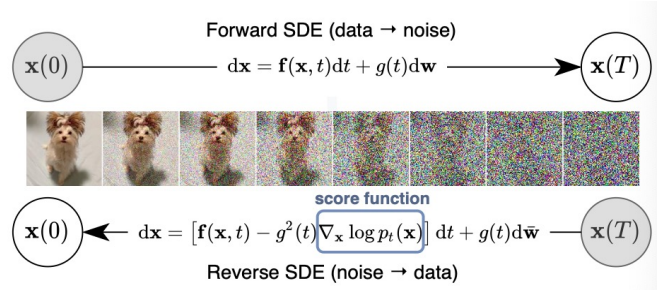 Forward SDE (data → noise)
x(0) dx = f(x, t)dt + g(t)dw x(T)
score function
x(0) dx = [f(x, t) − g²(t)∇ₓ log pₜ(x)] dt + g(t)dw̄ x(T)
Reverse SDE (noise → data)